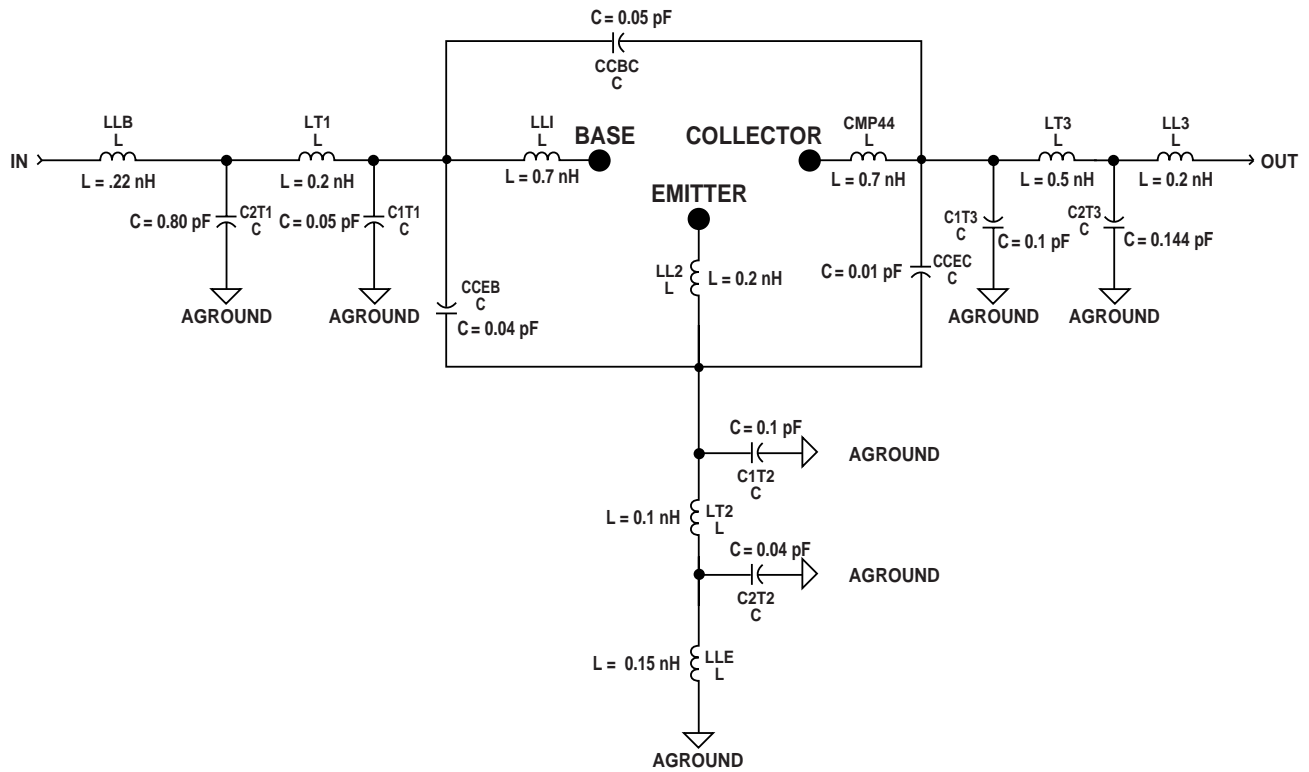 C = 0.05 pF
CCBC
C
LLB
L
LT1
L
LLI
L
BASE
COLLECTOR
CMP44
L
LT3
L
LL3
L
IN
OUT
L = .22 nH
L = 0.2 nH
L = 0.7 nH
L = 0.7 nH
L = 0.5 nH
L = 0.2 nH
EMITTER
C = 0.80 pF
C2T1
C
C = 0.05 pF
C1T1
C
C1T3
C
C = 0.1 pF
C2T3
C
C = 0.144 pF
LL2
L
L = 0.2 nH
C = 0.01 pF
CCEC
C
CCEB
C
C = 0.04 pF
AGROUND
AGROUND
AGROUND
AGROUND
C = 0.1 pF
C1T2
C
AGROUND
L = 0.1 nH
LT2
L
C = 0.04 pF
C2T2
C
AGROUND
L = 0.15 nH
LLE
L
AGROUND